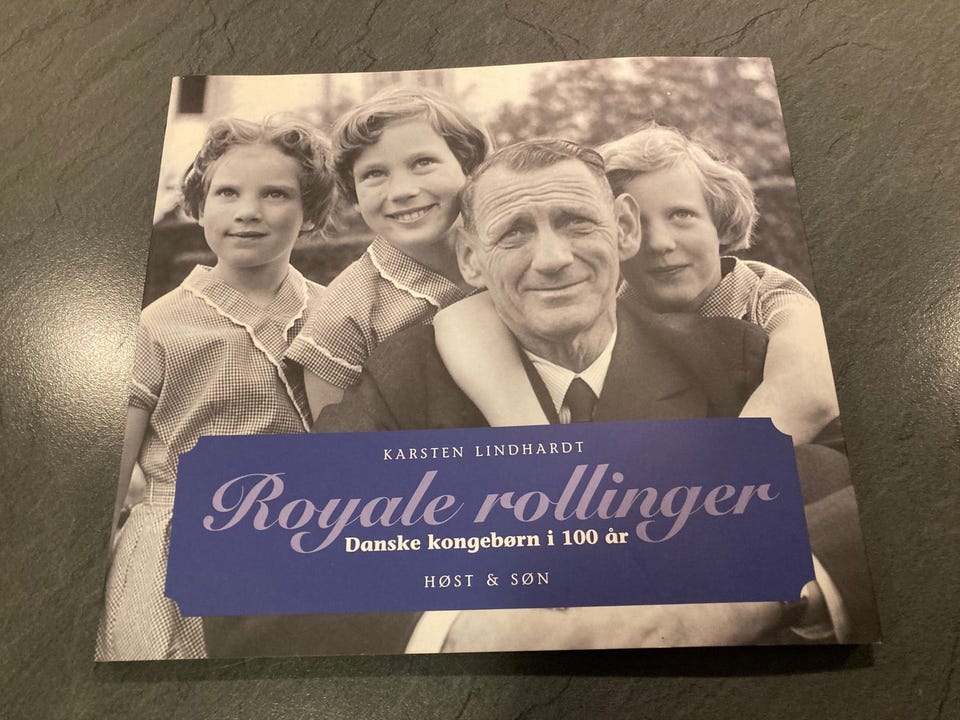 KARSTEN LINDHARDT
Royale rollinger
Danske kongebørn i 100 år
HØST & SØN